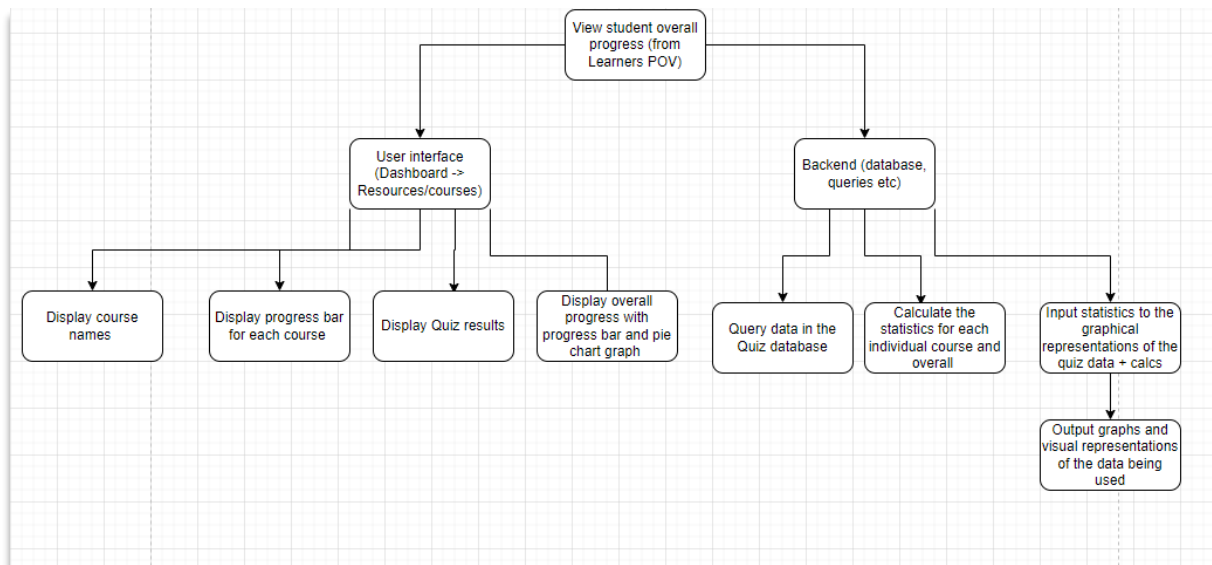 View student overall
progress (from
Learners POV)
User interface
(Dashboard ->
Resources/courses)
Backend (database,
queries etc)
Display course
names
Display progress bar
for each course
Display Quiz results
Display overall
progress with
progress bar and pie
chart graph
Query data in the
Quiz database
Calculate the
statistics for each
individual course and
overall
Input statistics to the
graphical
representations of
the quiz data + calcs
Output graphs and
visual representations
of the data being
used